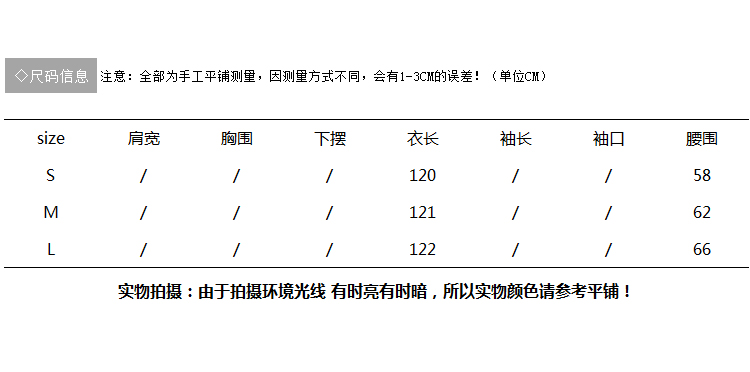 ◇尺码信息 注意：全部为手工平铺测量，因测量方式不同，会有1-3CM的误差！（单位CM）
size 肩宽 胸围 下摆 衣长 袖长 袖口 腰围
S / / / 120 / / 58
M / / / 121 / / 62
L / / / 122 / / 66
实物拍摄：由于拍摄环境光线 有时亮有时暗，所以实物颜色请参考平铺！